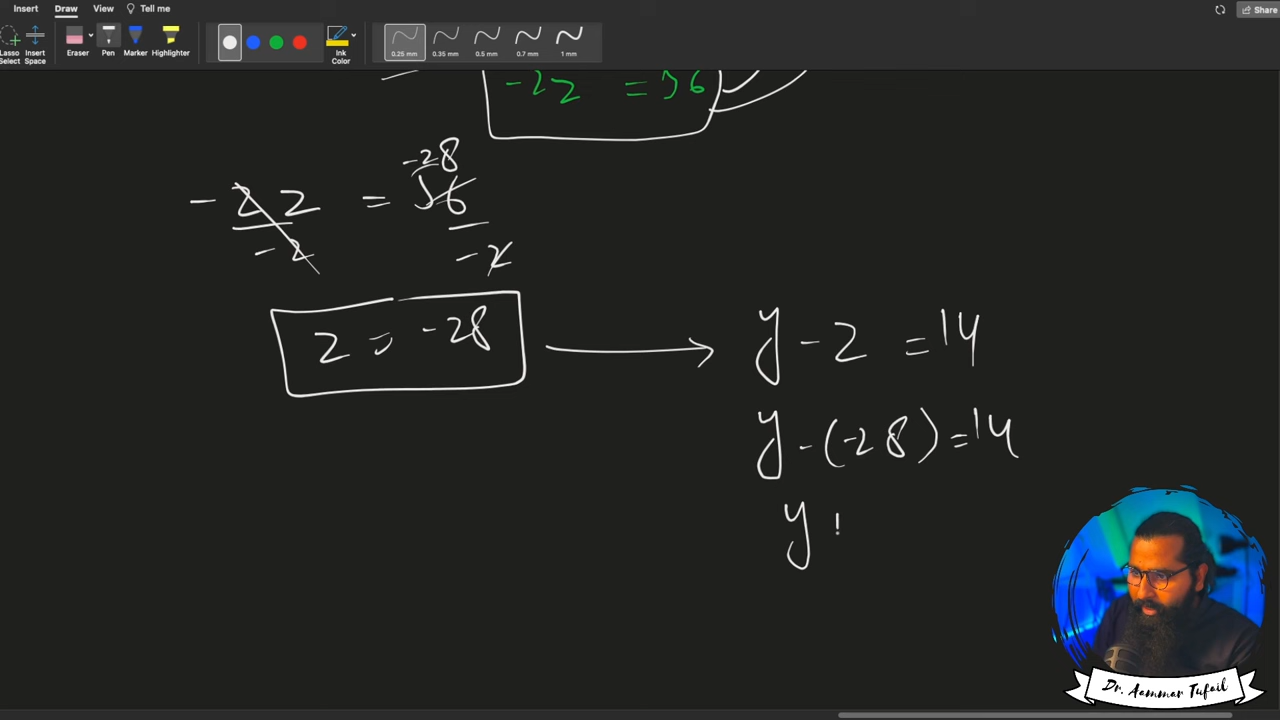 Insert Draw View Tell me
Share
Lasso Select
Insert Space
Eraser
Pen
Marker
Highlighter
Ink Color
0.25 mm
0.35 mm
0.5 mm
0.7 mm
1 mm
-2z = 56
-2z = 56
-28
-2
-2
z = -28
y - z = 14
y - (-28) = 14
y
Dr. Aammar Tufail